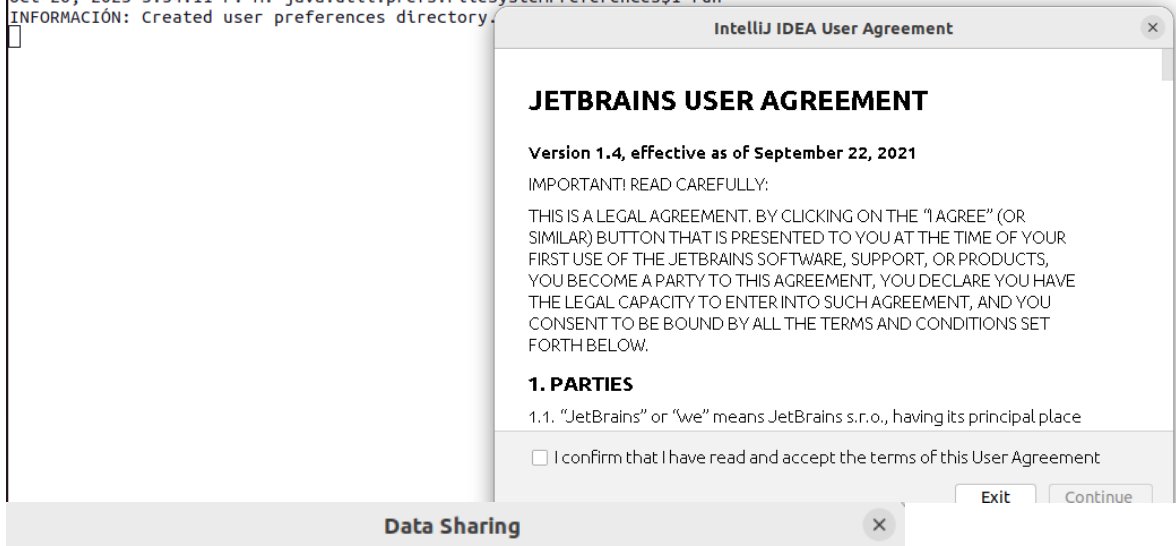 INFORMACIÓN: Created user preferences directory.
IntelliJ IDEA User Agreement
JETBRAINS USER AGREEMENT
Version 1.4, effective as of September 22, 2021
IMPORTANT! READ CAREFULLY:
THIS IS A LEGAL AGREEMENT. BY CLICKING ON THE “I AGREE” (OR
SIMILAR) BUTTON THAT IS PRESENTED TO YOU AT THE TIME OF YOUR
FIRST USE OF THE JETBRAINS SOFTWARE, SUPPORT, OR PRODUCTS,
YOU BECOME A PARTY TO THIS AGREEMENT, YOU DECLARE YOU HAVE
THE LEGAL CAPACITY TO ENTER INTO SUCH AGREEMENT, AND YOU
CONSENT TO BE BOUND BY ALL THE TERMS AND CONDITIONS SET
FORTH BELOW.
1. PARTIES
1.1. “JetBrains” or “we” means JetBrains s.r.o., having its principal place
I confirm that I have read and accept the terms of this User Agreement
Exit Continue
Data Sharing